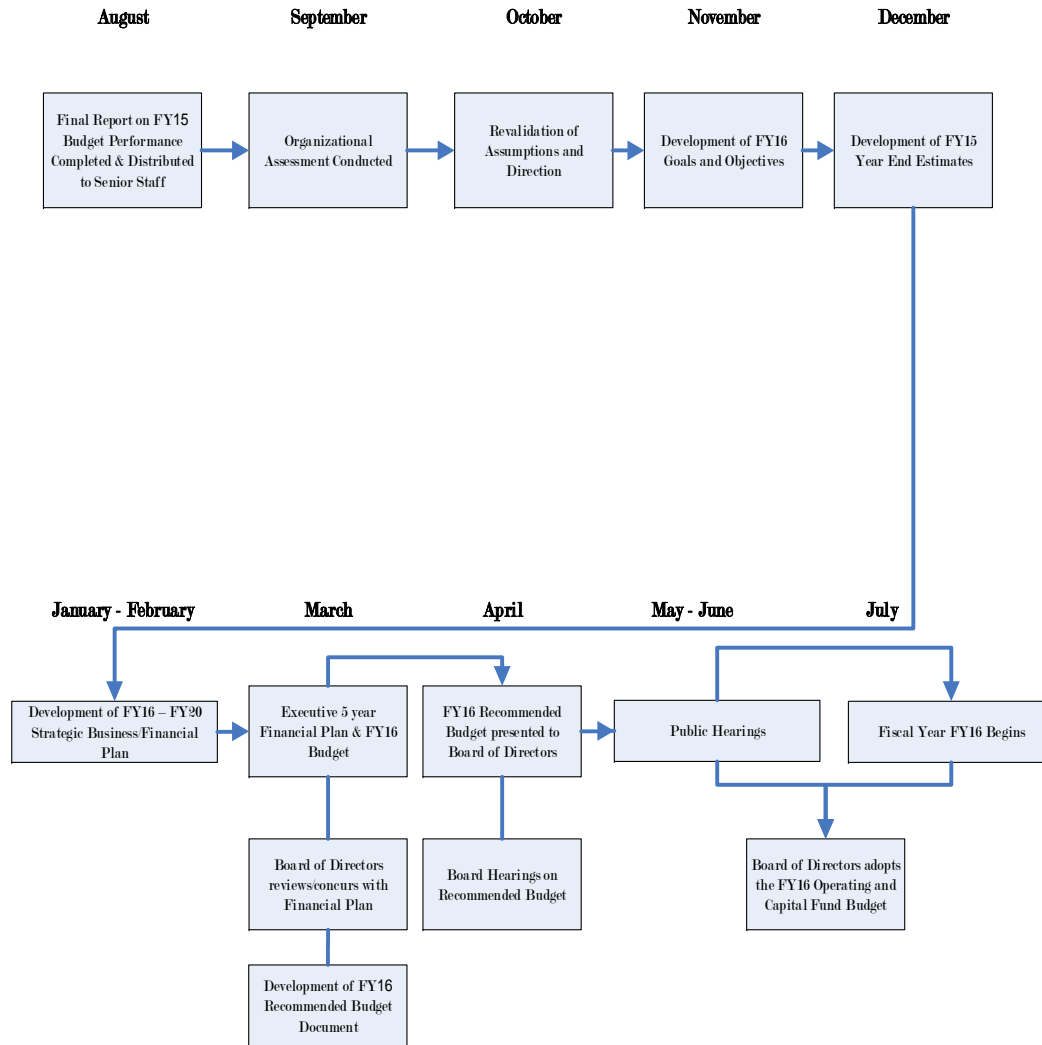 August
September
October
November
December
Final Report on FY15
Budget Performance
Completed & Distributed
to Senior Staff
Organizational
Assessment Conducted
Revalidation of
Assumptions and
Direction
Development of FY16
Goals and Objectives
Development of FY15
Year End Estimates
January - February
March
April
May - June
July
Development of FY16 – FY20
Strategic Business/Financial
Plan
Executive 5 year
Financial Plan & FY16
Budget
FY16 Recommended
Budget presented to
Board of Directors
Public Hearings
Fiscal Year FY16 Begins
Board of Directors
reviews/concurs with
Financial Plan
Board Hearings on
Recommended Budget
Board of Directors adopts
the FY16 Operating and
Capital Fund Budget
Development of FY16
Recommended Budget
Document